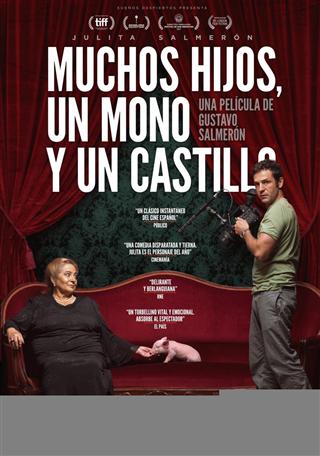 SUEÑOS DESPIERTOS PRESENTA
tiff
JULITA SALMERÓN
MUCHOS HIJOS,
UN MONO
Y UN CASTILLO
UNA PELÍCULA DE
GUSTAVO
SALMERÓN
"UN CLÁSICO INSTANTÁNEO
DEL CINE ESPAÑOL"
PÚBLICO
"UNA COMEDIA DISPARATADA Y TIERNA.
JULITA ES EL PERSONAJE DEL AÑO"
CINEMANÍA
"DELIRANTE
Y BERLANGUIANA"
RNE
"UN TORBELLINO VITAL Y EMOCIONAL.
ABSORBE AL ESPECTADOR"
EL PAÍS